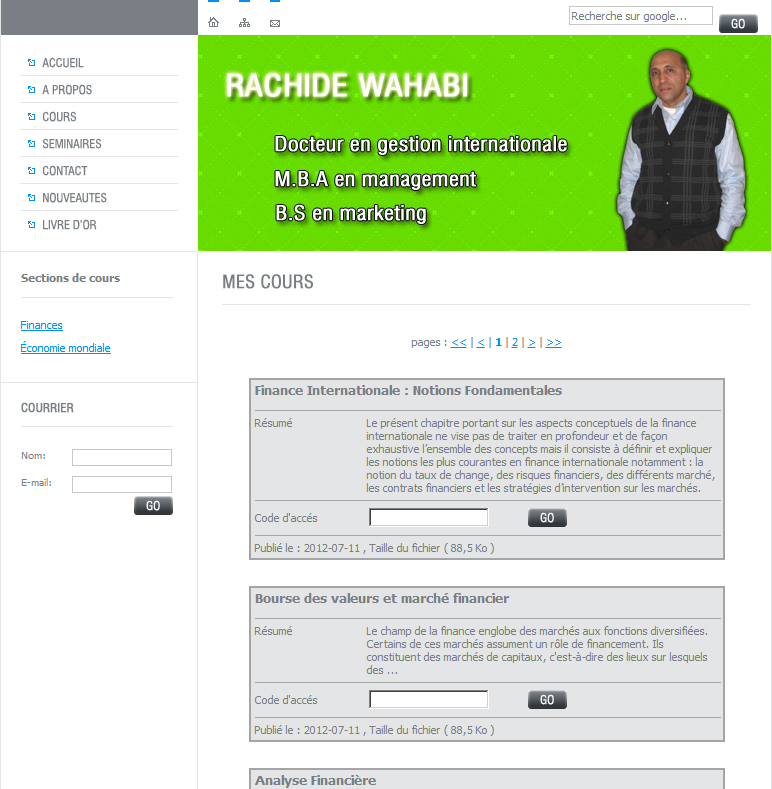 Recherche sur google...
GO
ACCUEIL
A PROPOS
COURS
SEMINAIRES
CONTACT
NOUVEAUTES
LIVRE D'OR
RACHIDE WAHABI
Docteur en gestion internationale
M.B.A en management
B.S en marketing
Sections de cours
Finances
Économie mondiale
COURRIER
Nom:
E-mail:
GO
MES COURS
pages : << | < | 1 | 2 | > | >>
Finance Internationale : Notions Fondamentales
Résumé
Le présent chapitre portant sur les aspects conceptuels de la finance
internationale ne vise pas de traiter en profondeur et de façon
exhaustive l'ensemble des concepts mais il consiste à définir et expliquer
les notions les plus courantes en finance internationale notamment : la
notion du taux de change, des risques financiers, des différents marché,
les contrats financiers et les stratégies d'intervention sur les marchés.
Code d'accés
GO
Publié le : 2012-07-11 , Taille du fichier ( 88,5 Ko )
Bourse des valeurs et marché financier
Résumé
Le champ de la finance englobe des marchés aux fonctions diversifiées.
Certains de ces marchés assument un rôle de financement. Ils
constituent des marchés de capitaux, c'est-à-dire des lieux sur lesquels
des ...
Code d'accés
GO
Publié le : 2012-07-11 , Taille du fichier ( 88,5 Ko )
Analyse Financière